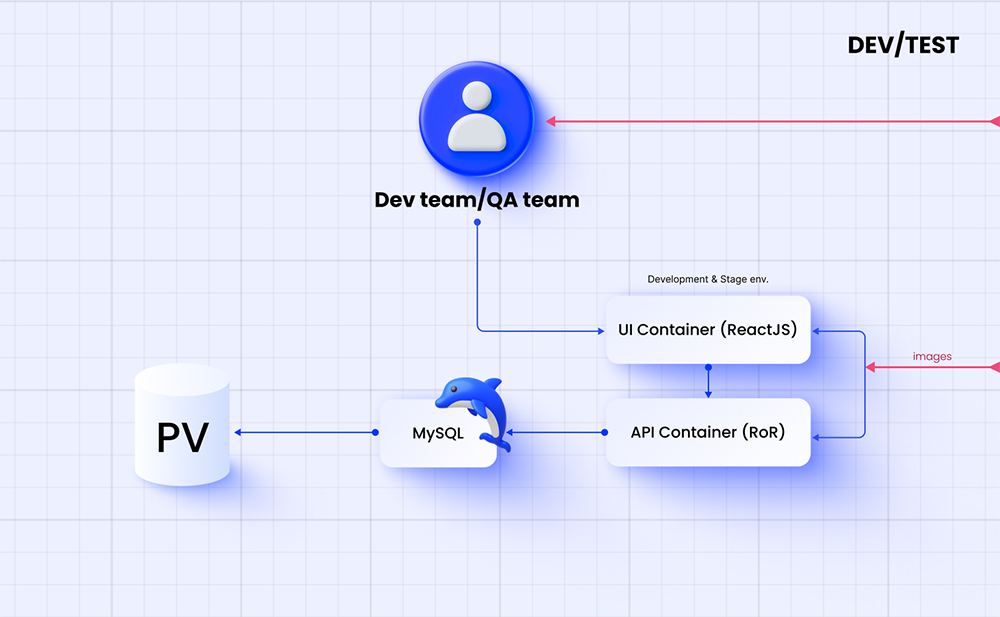 DEV/TEST
Dev team/QA team
Development & Stage env.
UI Container (ReactJS)
images
API Container (RoR)
MySQL
PV